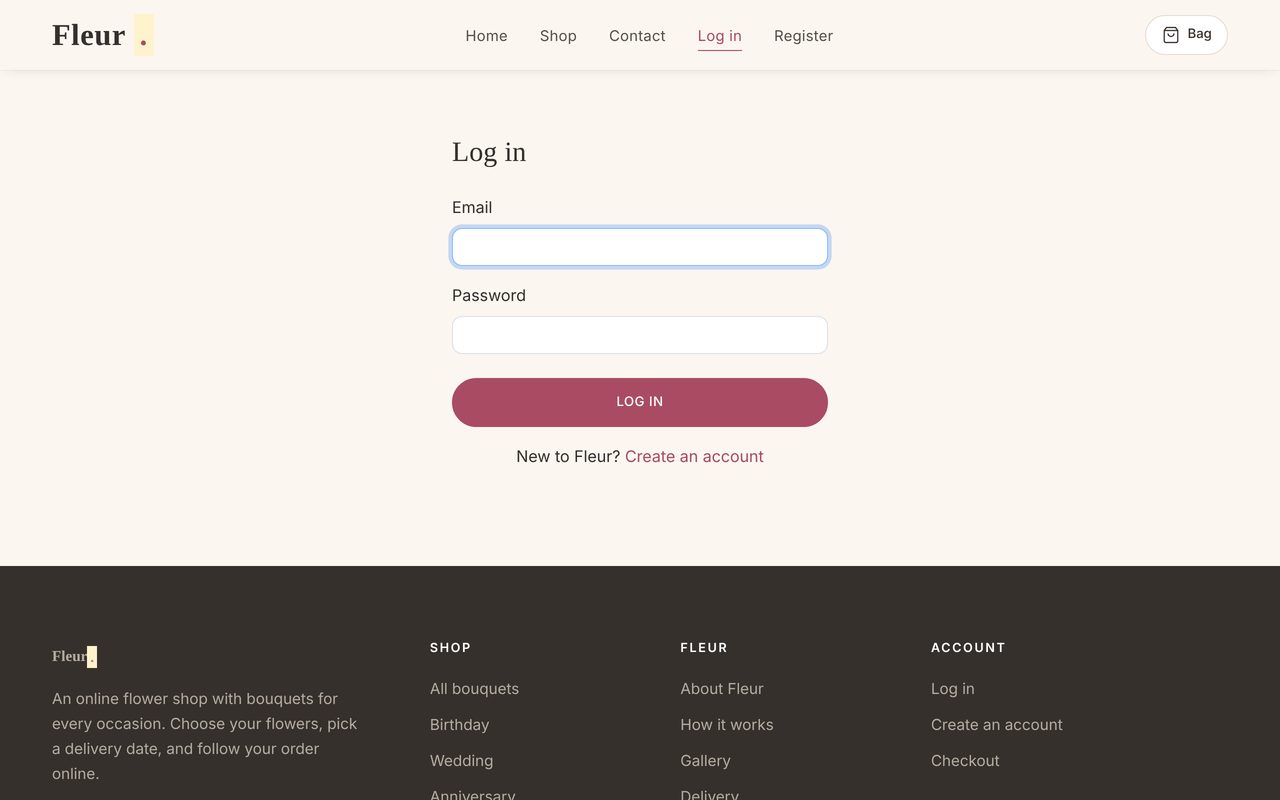 Fleur .
Home
Shop
Contact
Log in
Register
Bag
Log in
Email
Password
LOG IN
New to Fleur? Create an account
Fleur.
An online flower shop with bouquets for
every occasion. Choose your flowers, pick
a delivery date, and follow your order
online.
SHOP
All bouquets
Birthday
Wedding
Anniversary
FLEUR
About Fleur
How it works
Gallery
Delivery
ACCOUNT
Log in
Create an account
Checkout